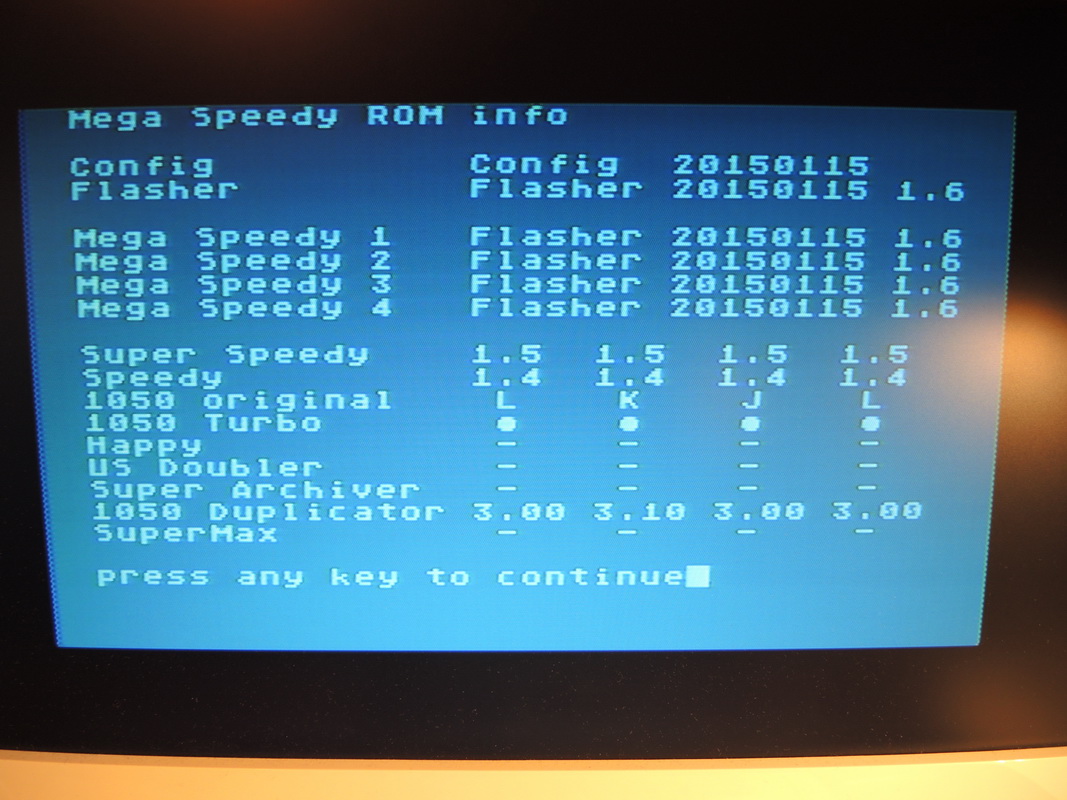 Mega Speedy ROM info
Config Config 20150115
Flasher Flasher 20150115 1.6
Mega Speedy 1 Flasher 20150115 1.6
Mega Speedy 2 Flasher 20150115 1.6
Mega Speedy 3 Flasher 20150115 1.6
Mega Speedy 4 Flasher 20150115 1.6
Super Speedy 1.5 1.5 1.5 1.5
Speedy 1.4 1.4 1.4 1.4
1050 original L K J L
1050 Turbo ● ● ● ●
Happy - - - -
US Doubler - - - -
Super Archiver - - - -
1050 Duplicator 3.00 3.10 3.00 3.00
SuperMax - - - -
press any key to continue